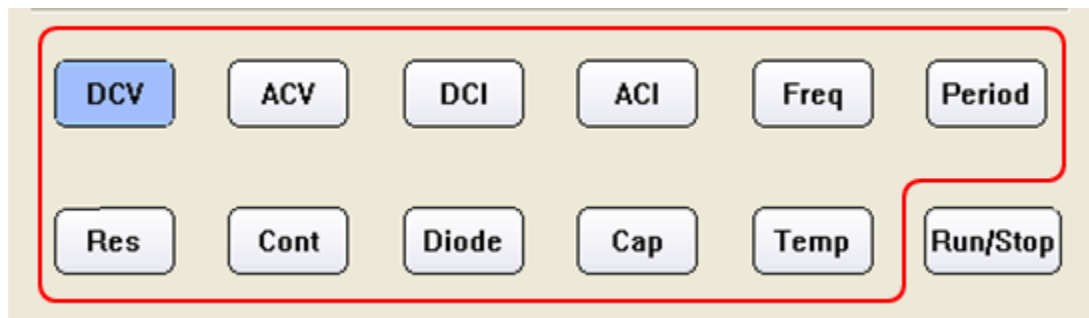 DCV ACV DCI ACI Freq Period
Res Cont Diode Cap Temp Run/Stop